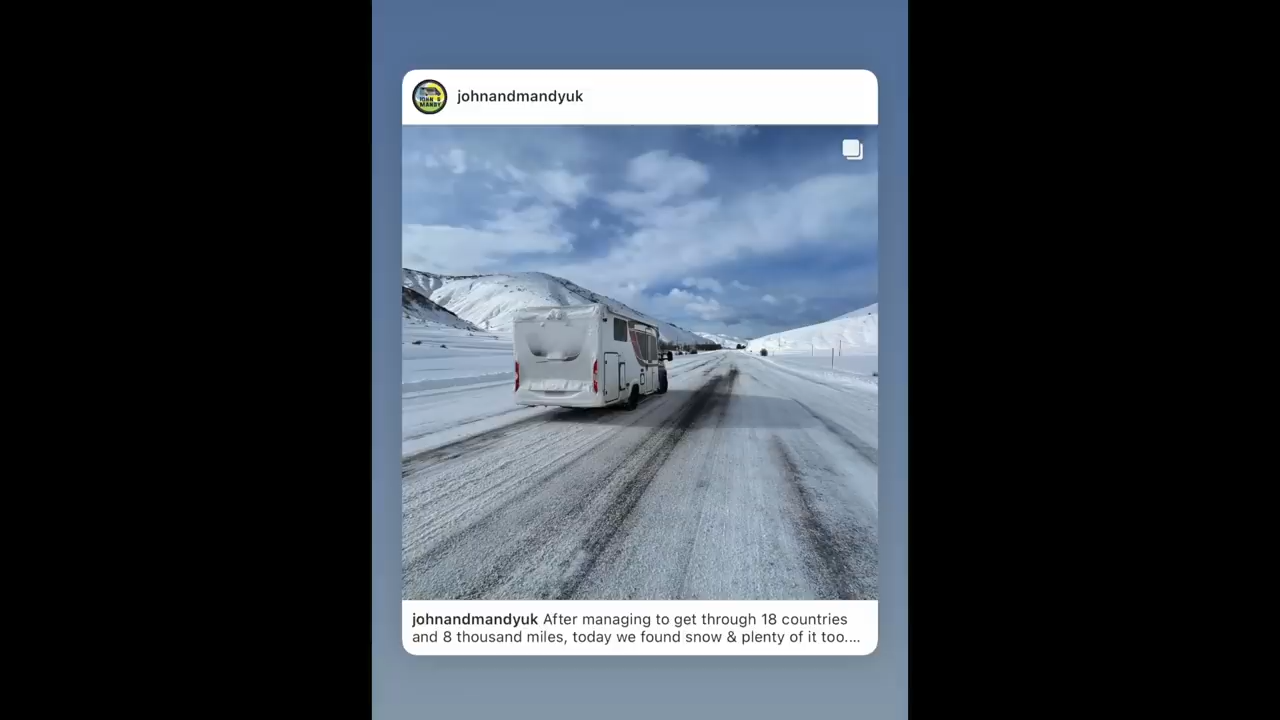 johnandmandyuk
johnandmandyuk After managing to get through 18 countries
and 8 thousand miles, today we found snow & plenty of it too....